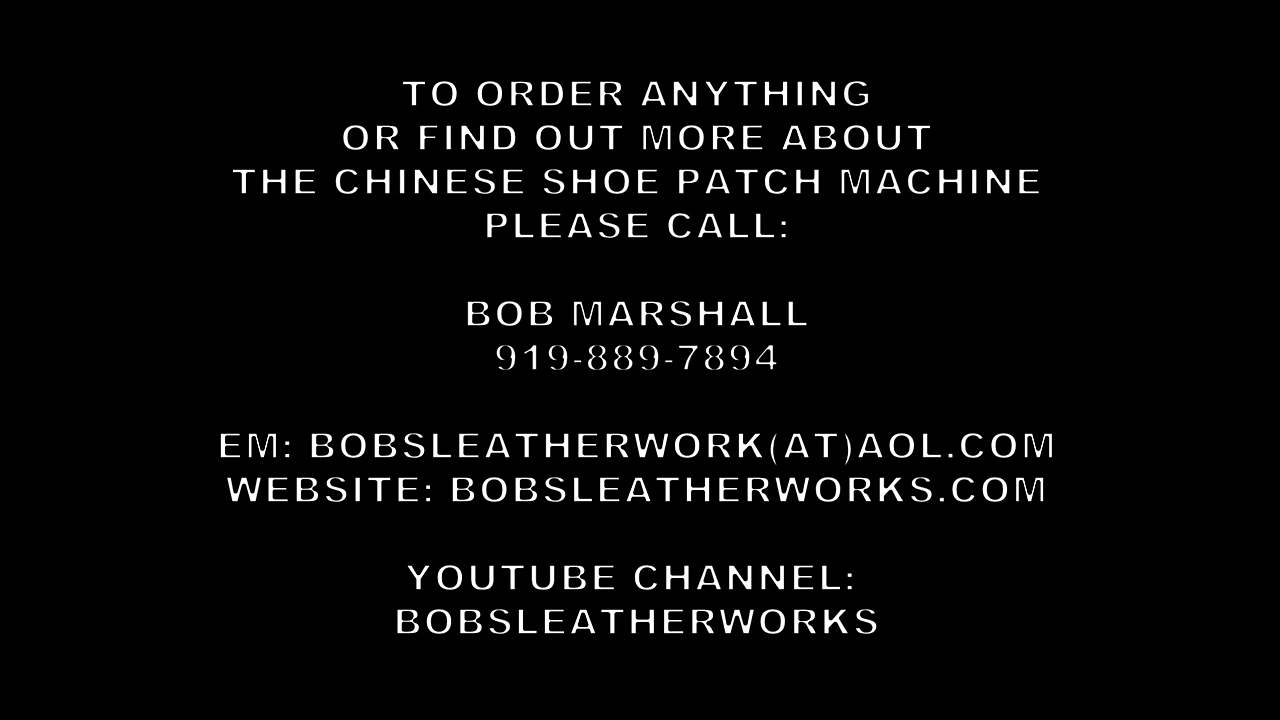 TO ORDER ANYTHING
OR FIND OUT MORE ABOUT
THE CHINESE SHOE PATCH MACHINE
PLEASE CALL:
BOB MARSHALL
919-889-7894
EM: BOBSLEATHERWORK(AT)AOL.COM
WEBSITE: BOBSLEATHERWORKS.COM
YOUTUBE CHANNEL:
BOBSLEATHERWORKS